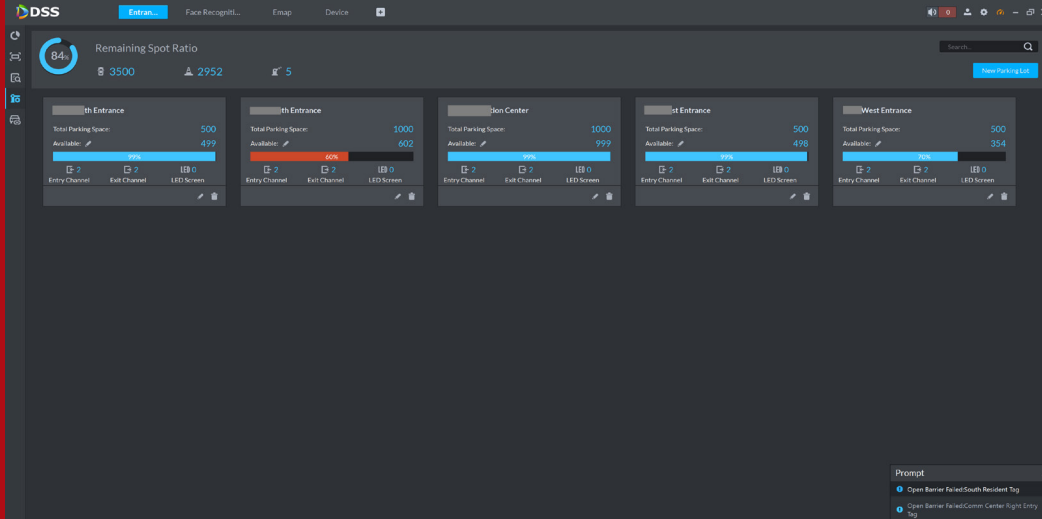 DSS
Entran...
Face Recogniti...
Emap
Device
0
84%
Remaining Spot Ratio
3500
2952
5
Search...
New Parking Lot
th Entrance
Total Parking Space:
500
Available:
499
99%
2
2
LED 0
Entry Channel
Exit Channel
LED Screen
th Entrance
Total Parking Space:
1000
Available:
602
60%
2
2
LED 0
Entry Channel
Exit Channel
LED Screen
tion Center
Total Parking Space:
1000
Available:
999
99%
2
2
LED 0
Entry Channel
Exit Channel
LED Screen
st Entrance
Total Parking Space:
500
Available:
498
99%
2
2
LED 0
Entry Channel
Exit Channel
LED Screen
West Entrance
Total Parking Space:
500
Available:
354
70%
2
2
LED 0
Entry Channel
Exit Channel
LED Screen
Prompt
Open Barrier Failed:South Resident Tag
Open Barrier Failed:Comm Center Right Entry
Tag